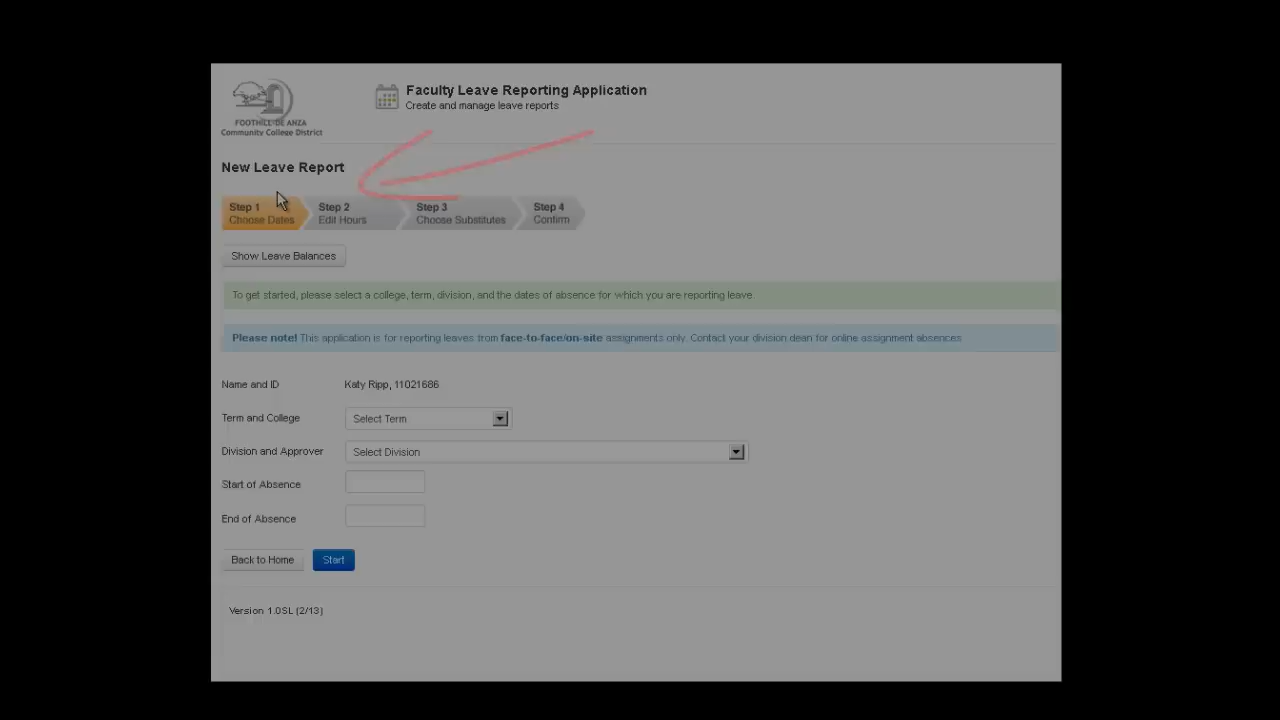 FOOTHILL-DE ANZA
Community College District
Faculty Leave Reporting Application
Create and manage leave reports
New Leave Report
Step 1
Choose Dates
Step 2
Edit Hours
Step 3
Choose Substitutes
Step 4
Confirm
Show Leave Balances
To get started, please select a college, term, division, and the dates of absence for which you are reporting leave.
Please note! This application is for reporting leaves from face-to-face/on-site assignments only. Contact your division dean for online assignment absences.
Name and ID Katy Ripp, 11021686
Term and College Select Term
Division and Approver Select Division
Start of Absence
End of Absence
Back to Home Start
Version 1.0SL (2/13)